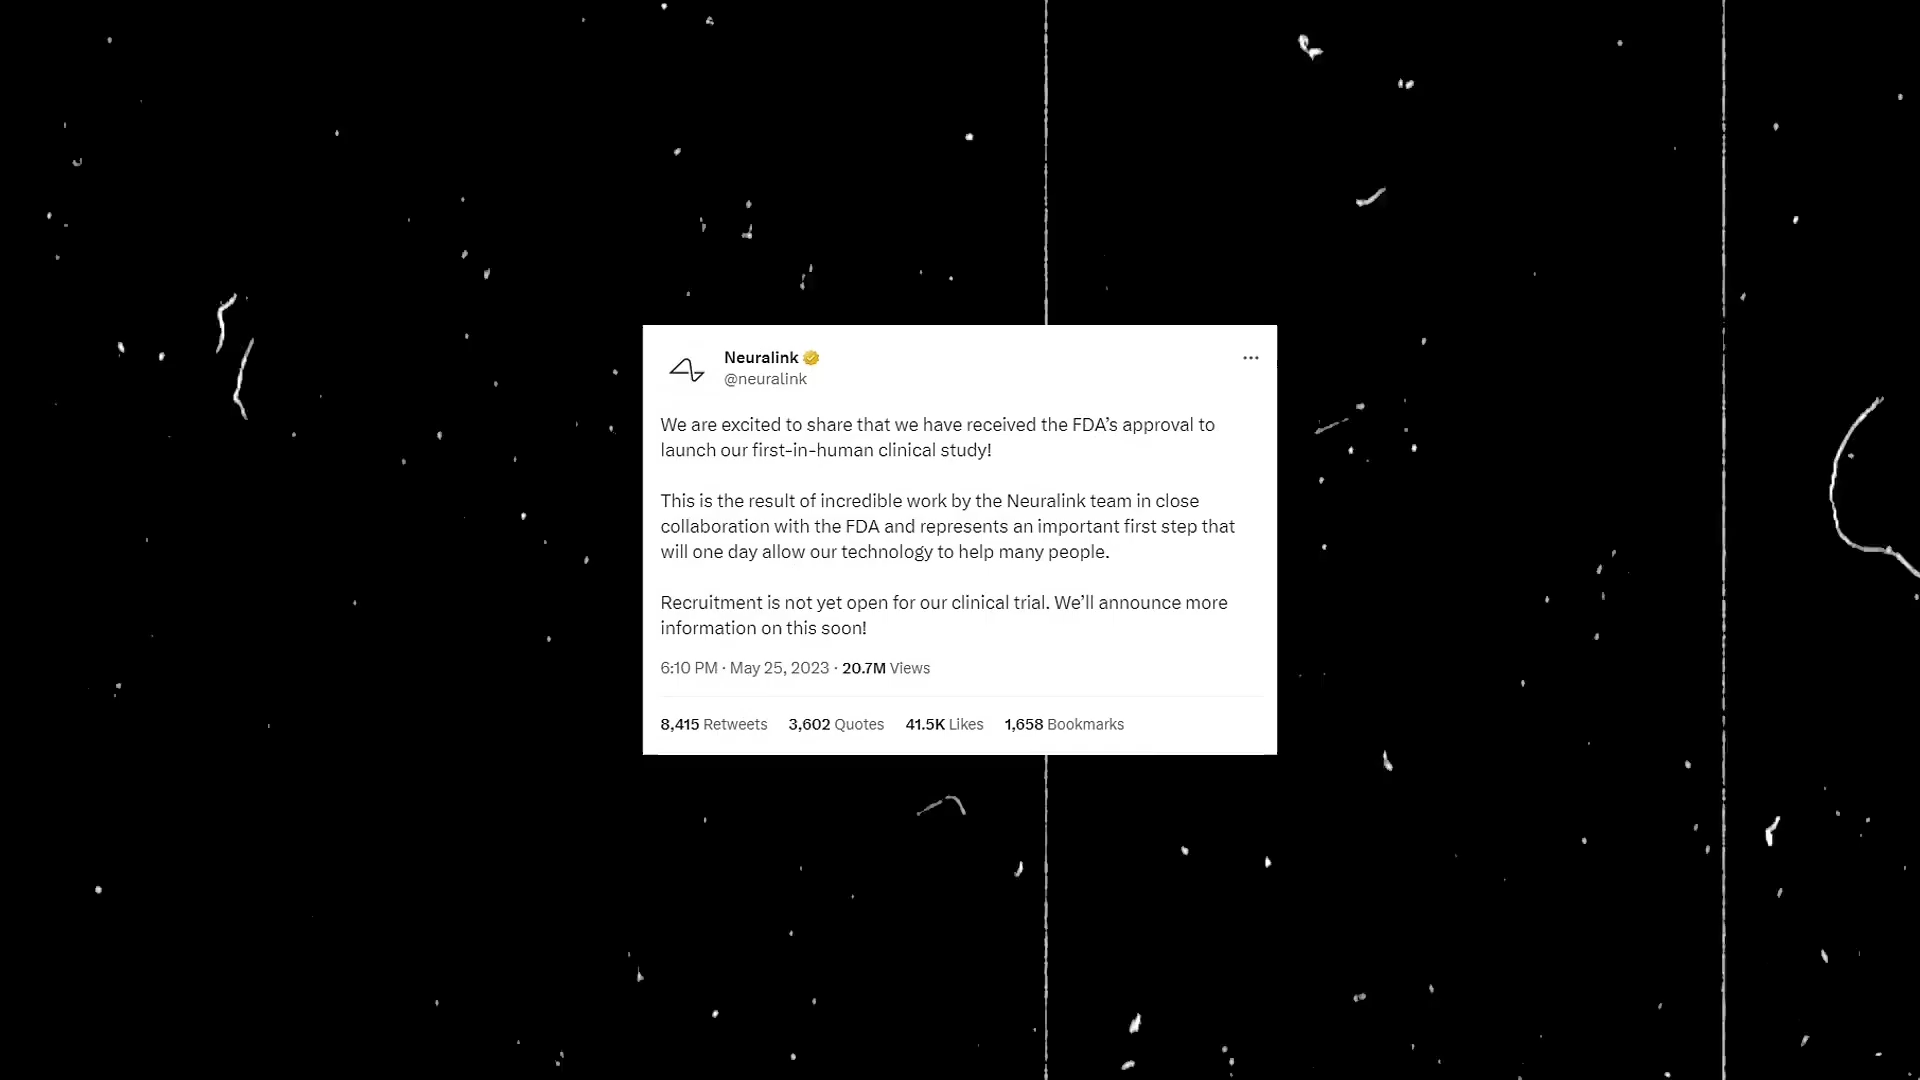 Neuralink
@neuralink
We are excited to share that we have received the FDA’s approval to
launch our first-in-human clinical study!
This is the result of incredible work by the Neuralink team in close
collaboration with the FDA and represents an important first step that
will one day allow our technology to help many people.
Recruitment is not yet open for our clinical trial. We’ll announce more
information on this soon!
6:10 PM · May 25, 2023 · 20.7M Views
8,415 Retweets 3,602 Quotes 41.5K Likes 1,658 Bookmarks